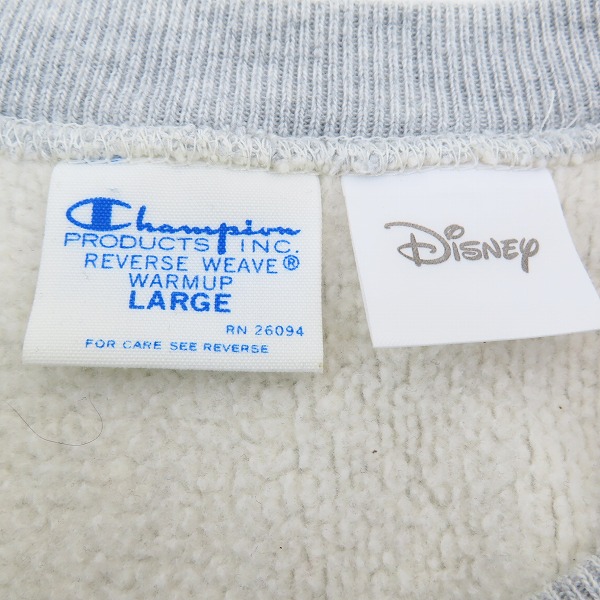 Champion
PRODUCTS INC.
REVERSE WEAVE®
WARMUP
LARGE
RN 26094
FOR CARE SEE REVERSE
Disney